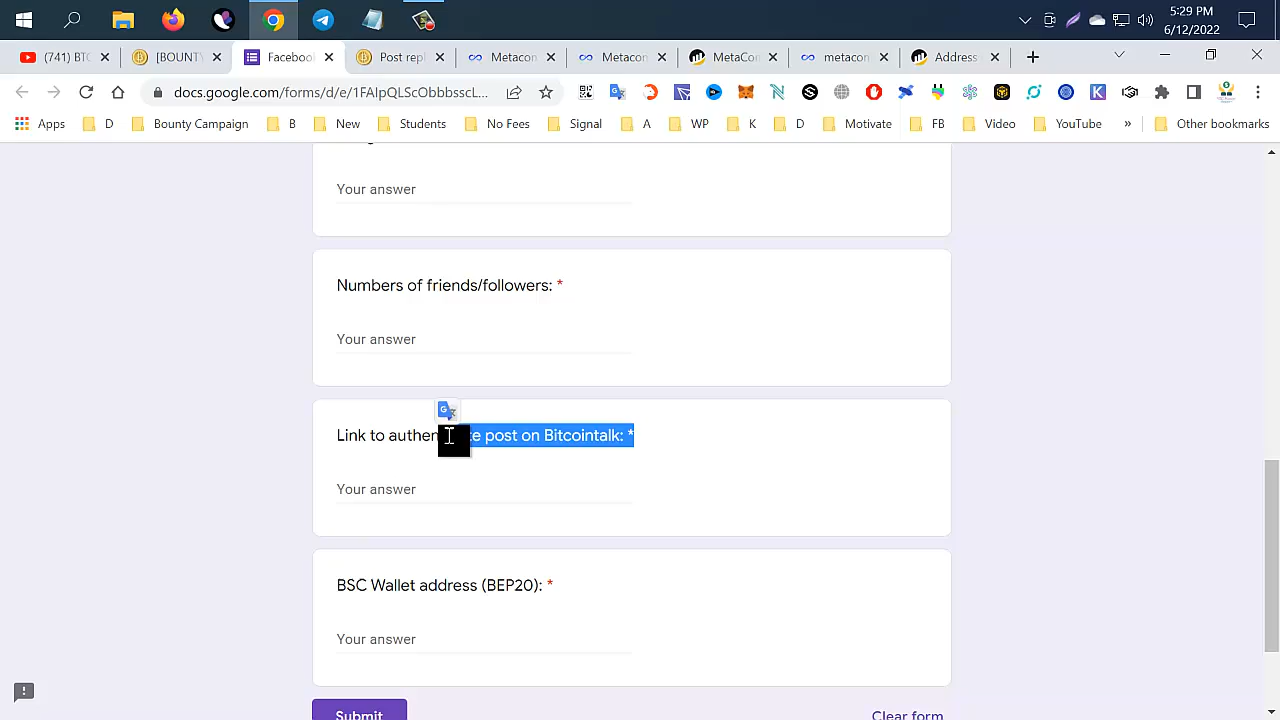 5:29 PM
6/12/2022
(741) BTC
[BOUNTY
Facebook
Post repl
Metacon
Metacon
MetaCon
metacon
Address
docs.google.com/forms/d/e/1FAIpQLScObbbsscL...
Apps
D
Bounty Campaign
B
New
Students
No Fees
Signal
A
WP
K
D
Motivate
FB
Video
YouTube
»
Other bookmarks
Your answer
Numbers of friends/followers: *
Your answer
Link to authen te post on Bitcointalk: *
Your answer
BSC Wallet address (BEP20): *
Your answer
Submit
Clear form